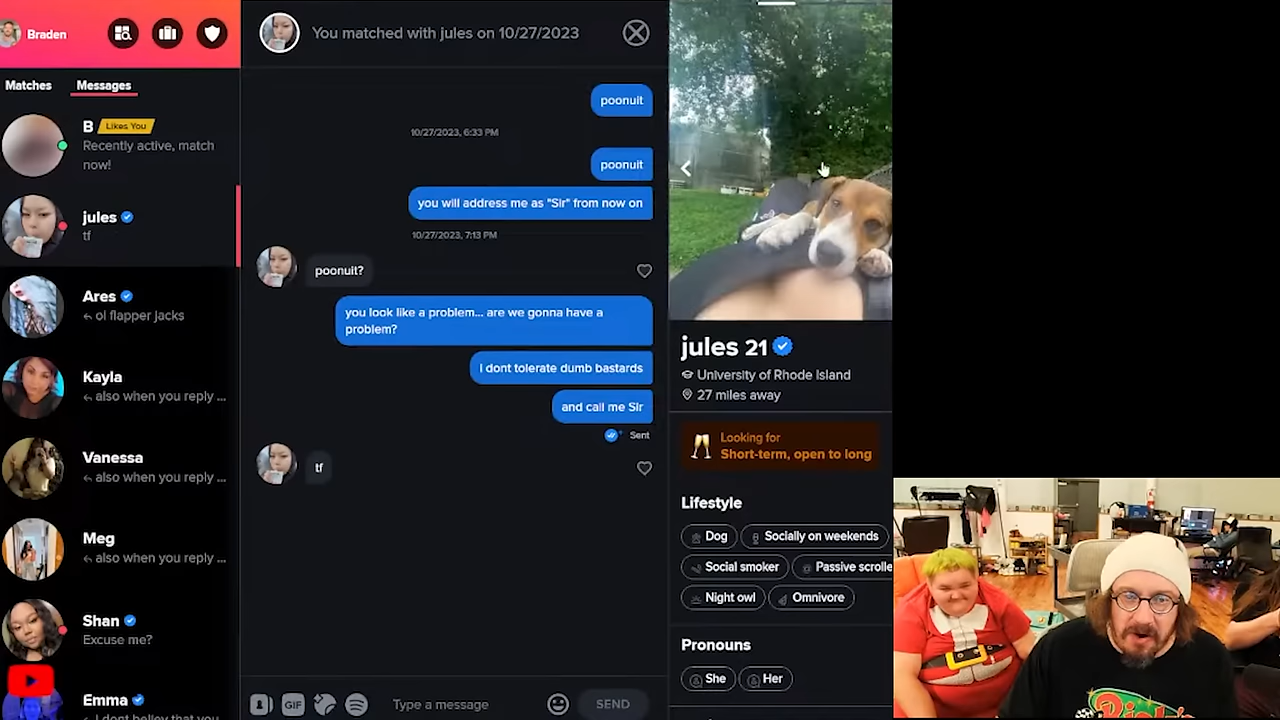 Braden
Matches
Messages
B
Likes You
Recently active, match
now!
jules
tf
Ares
ol flapper jacks
Kayla
also when you reply ...
Vanessa
also when you reply ...
Meg
also when you reply ...
Shan
Excuse me?
Emma
I dont beliey that you
You matched with jules on 10/27/2023
poonuit
10/27/2023, 6:33 PM
poonuit
you will address me as "SIr" from now on
10/27/2023, 7:13 PM
poonuit?
you look like a problem... are we gonna have a
problem?
I dont tolerate dumb bastards
and call me SIr
Sent
tf
GIF
Type a message
SEND
jules 21
University of Rhode Island
27 miles away
Looking for
Short-term, open to long
Lifestyle
Dog
Socially on weekends
Social smoker
Passive scrolle
Night owl
Omnivore
Pronouns
She
Her